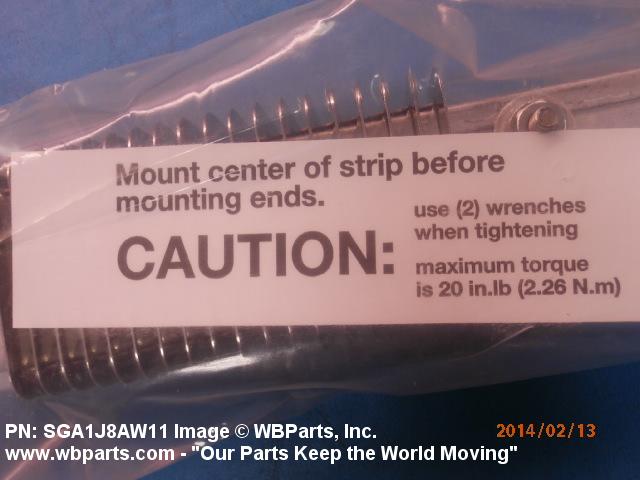 Mount center of strip before
mounting ends.
CAUTION:
use (2) wrenches
when tightening
maximum torque
is 20 in.lb (2.26 N.m)
PN: SGA1J8AW11 Image © WBParts, Inc.
2014/02/13
www.wbparts.com - "Our Parts Keep the World Moving"